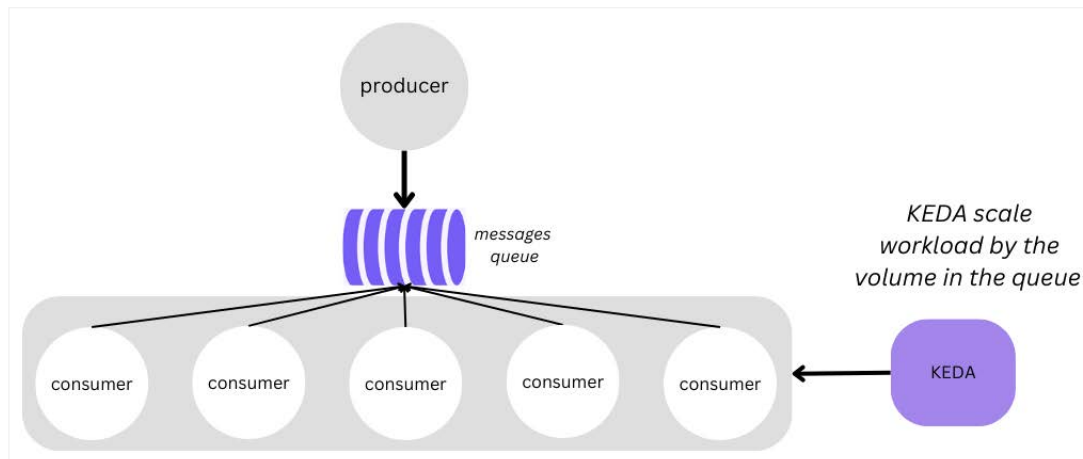 producer
messages
queue
KEDA scale
workload by the
volume in the queue
consumer
consumer
consumer
consumer
consumer
KEDA